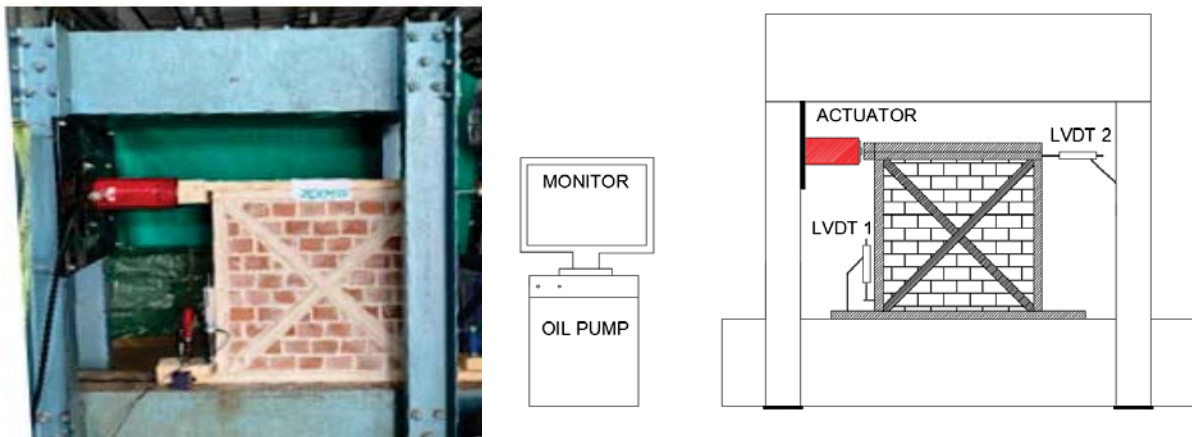 ACTUATOR
LVDT 2
MONITOR
LVDT 1
OIL PUMP